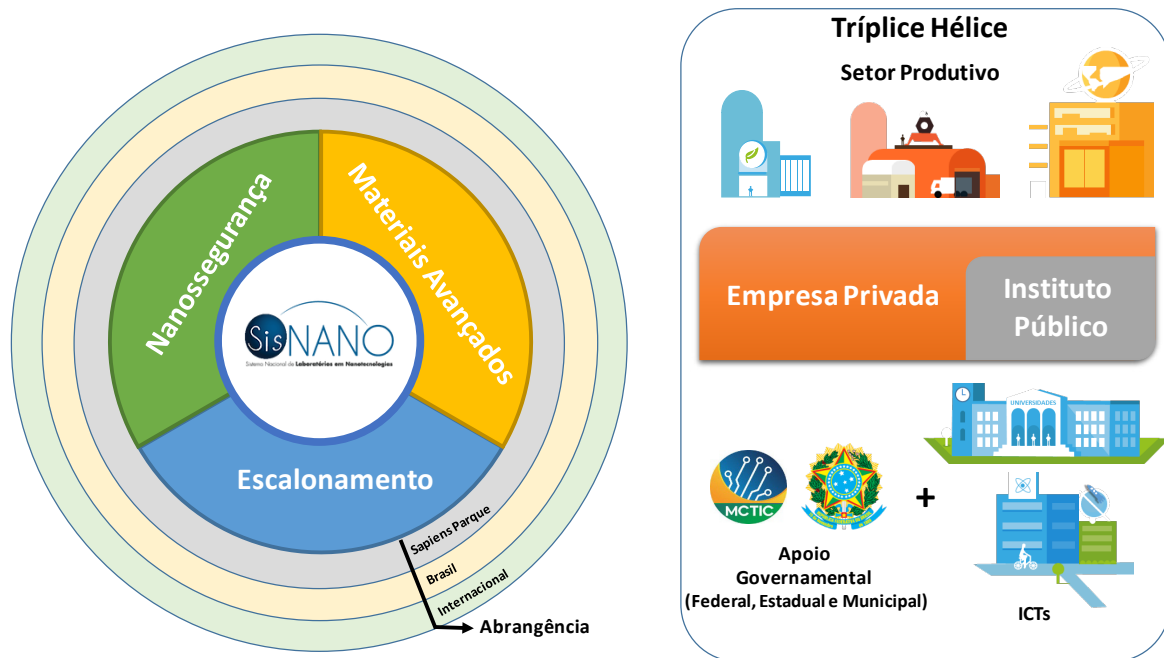 Nanossegurança
Materiais Avançados
SisNANO
Sistema Nacional de Laboratórios em Nanotecnologias
Escalonamento
Sapiens Parque
Brasil
Internacional
Abrangência
Tríplice Hélice
Setor Produtivo
Empresa Privada
Instituto
Público
UNIVERSIDADES
MCTIC
+
Apoio
Governamental
(Federal, Estadual e Municipal)
ICTs